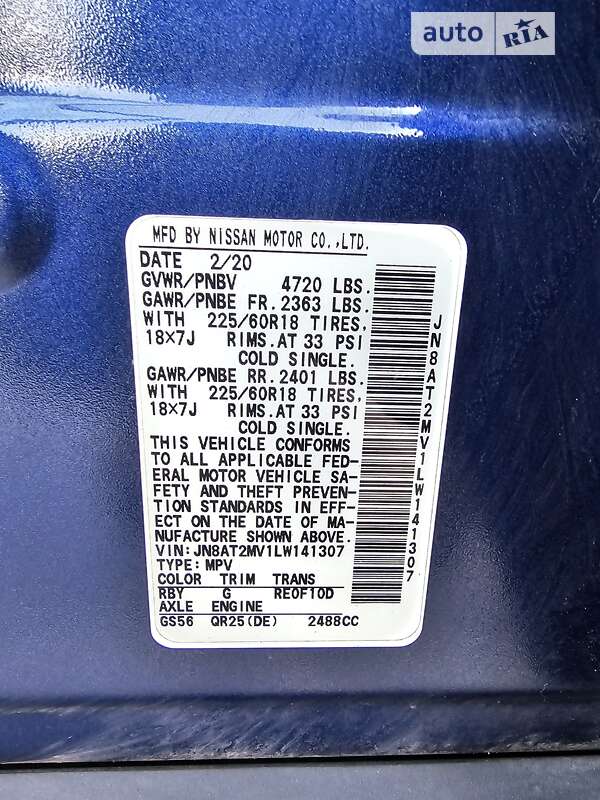 auto RIA
MFD BY NISSAN MOTOR CO.,LTD.
DATE 2/20
GVWR/PNBV 4720 LBS.
GAWR/PNBE FR. 2363 LBS.
WITH 225/60R18 TIRES,
18×7J RIMS.AT 33 PSI
COLD SINGLE.
GAWR/PNBE RR. 2401 LBS.
WITH 225/60R18 TIRES,
18×7J RIMS.AT 33 PSI
COLD SINGLE.
THIS VEHICLE CONFORMS
TO ALL APPLICABLE FED-
ERAL MOTOR VEHICLE SA-
FETY AND THEFT PREVEN-
TION STANDARDS IN EFF-
ECT ON THE DATE OF MA-
NUFACTURE SHOWN ABOVE.
VIN: JN8AT2MV1LW141307
TYPE: MPV
COLOR TRIM TRANS
RBY G RE0F10D
AXLE ENGINE
GS56 QR25(DE) 2488CC
JN8AT2MV1LW141307